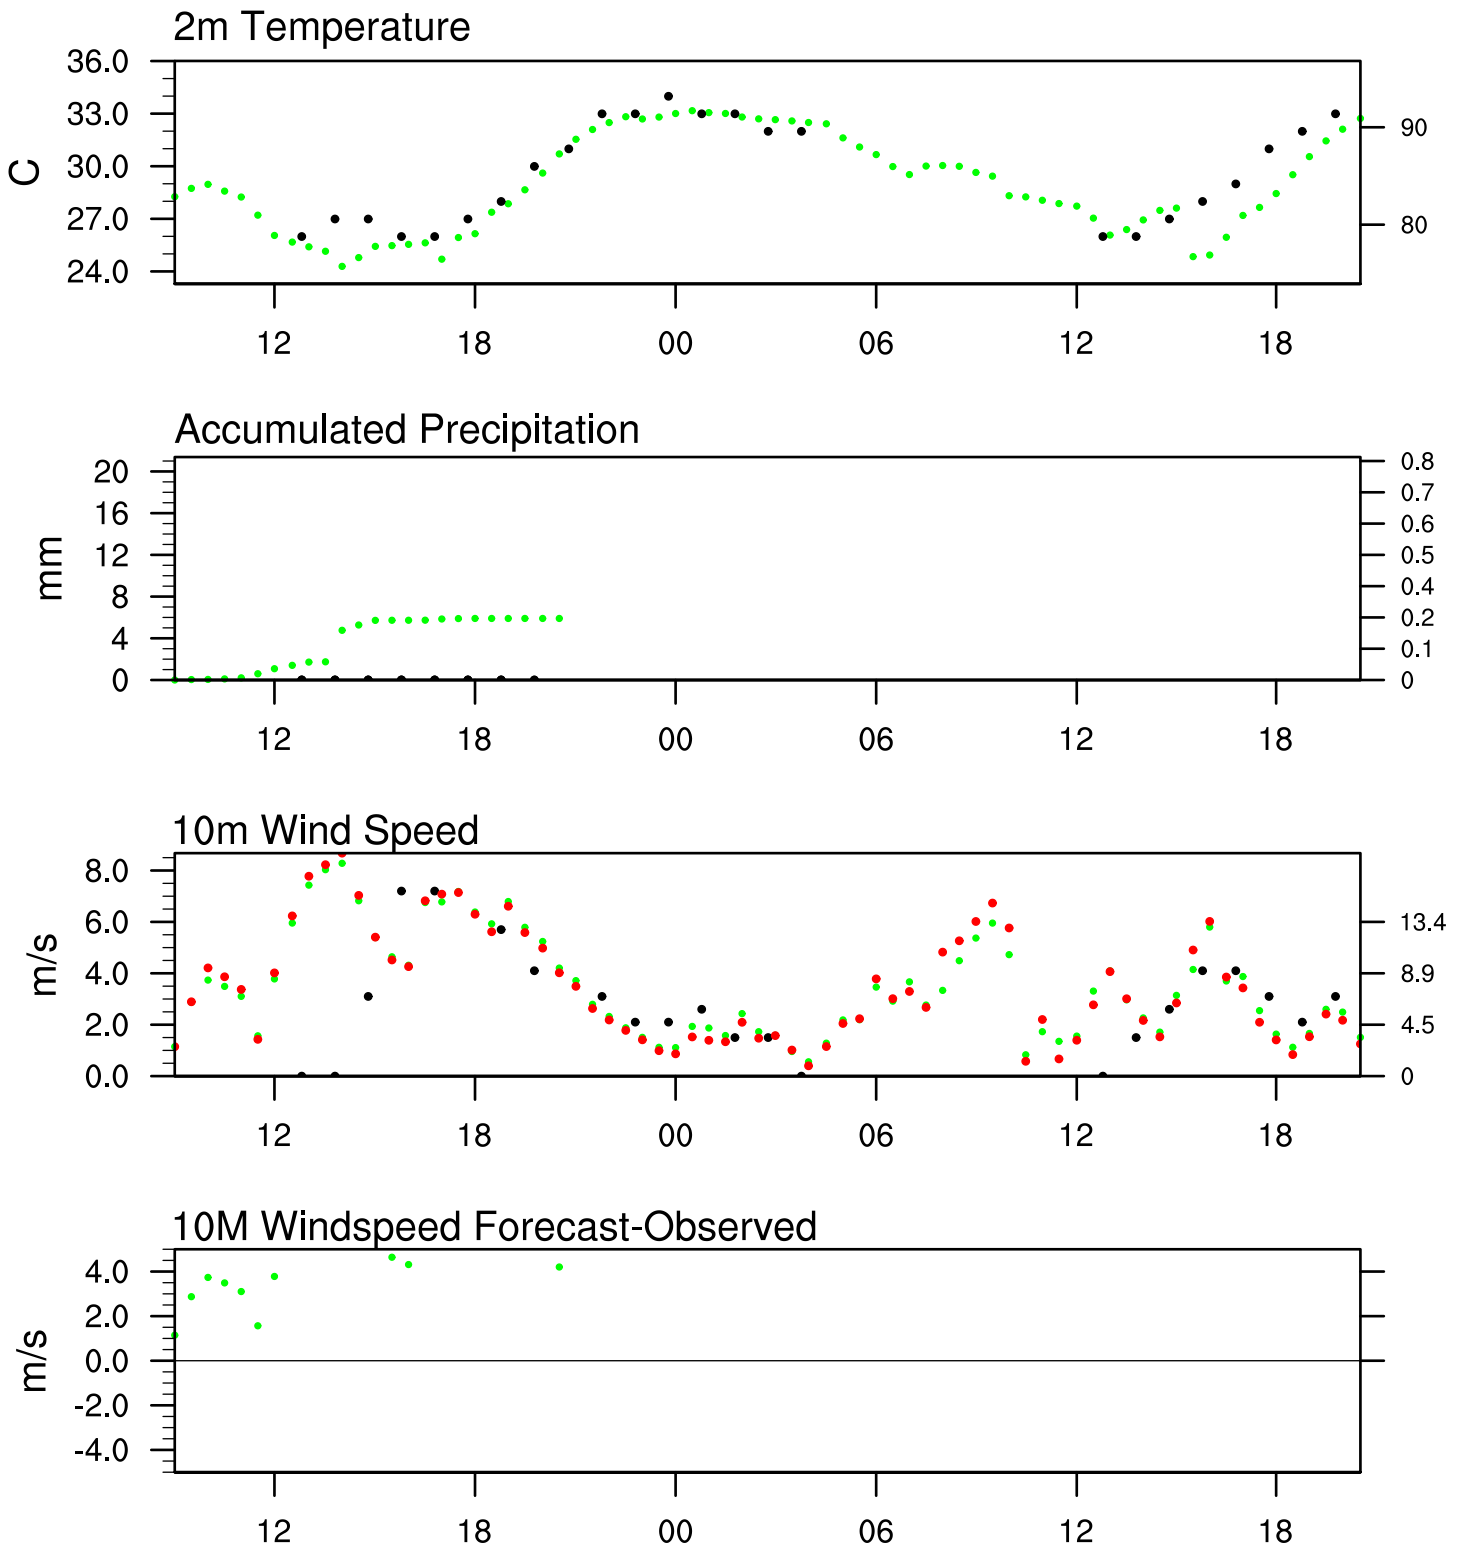 2m Temperature
36.0
33.0
30.0
27.0
24.0
C
90
80
12 18 00 06 12 18
Accumulated Precipitation
20
16
12
8
4
0
mm
0.8
0.7
0.6
0.5
0.4
0.2
0.1
0
12 18 00 06 12 18
10m Wind Speed
8.0
6.0
4.0
2.0
0.0
m/s
13.4
8.9
4.5
0
12 18 00 06 12 18
10M Windspeed Forecast-Observed
4.0
2.0
0.0
-2.0
-4.0
m/s
12 18 00 06 12 18